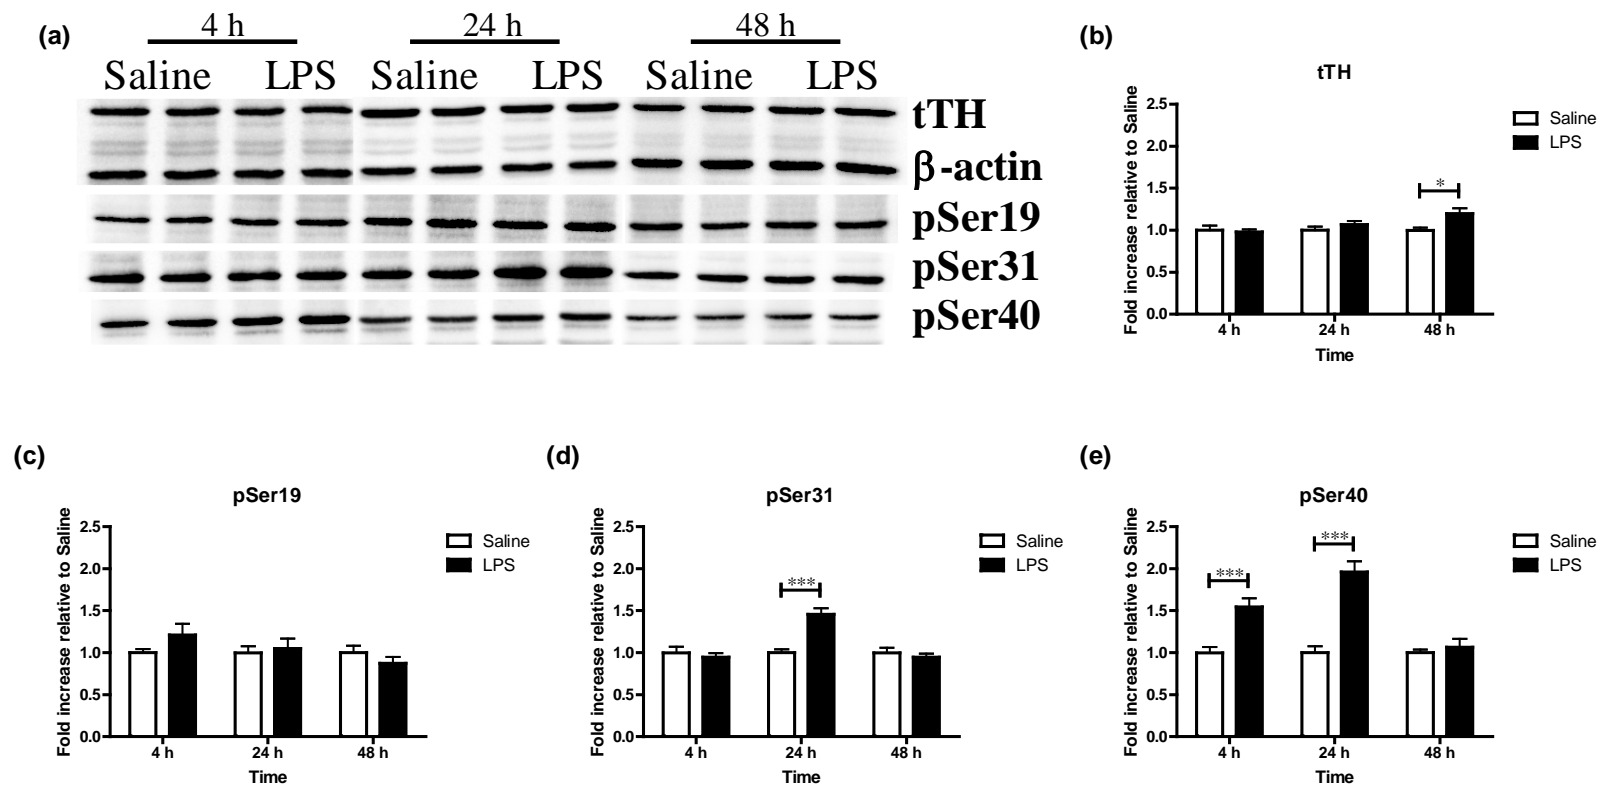 (a)
4 h 24 h 48 h
Saline LPS Saline LPS Saline LPS
tTH
β-actin
pSer19
pSer31
pSer40
(b)
tTH
Fold increase relative to Saline
2.5
2.0
1.5
1.0
0.5
0.0
*
4 h 24 h 48 h
Time
Saline
LPS
(c)
pSer19
Fold increase relative to Saline
2.5
2.0
1.5
1.0
0.5
0.0
4 h 24 h 48 h
Time
Saline
LPS
(d)
pSer31
Fold increase relative to Saline
2.5
2.0
1.5
1.0
0.5
0.0
***
4 h 24 h 48 h
Time
Saline
LPS
(e)
pSer40
Fold increase relative to Saline
2.5
2.0
1.5
1.0
0.5
0.0
*** ***
4 h 24 h 48 h
Time
Saline
LPS